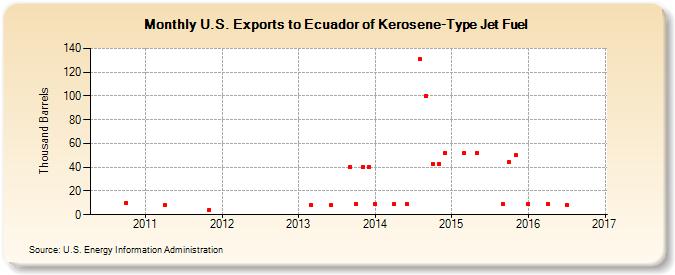 Monthly U.S. Exports to Ecuador of Kerosene-Type Jet Fuel
Thousand Barrels
140
120
100
80
60
40
20
0
2011 2012 2013 2014 2015 2016 2017
Source: U.S. Energy Information Administration